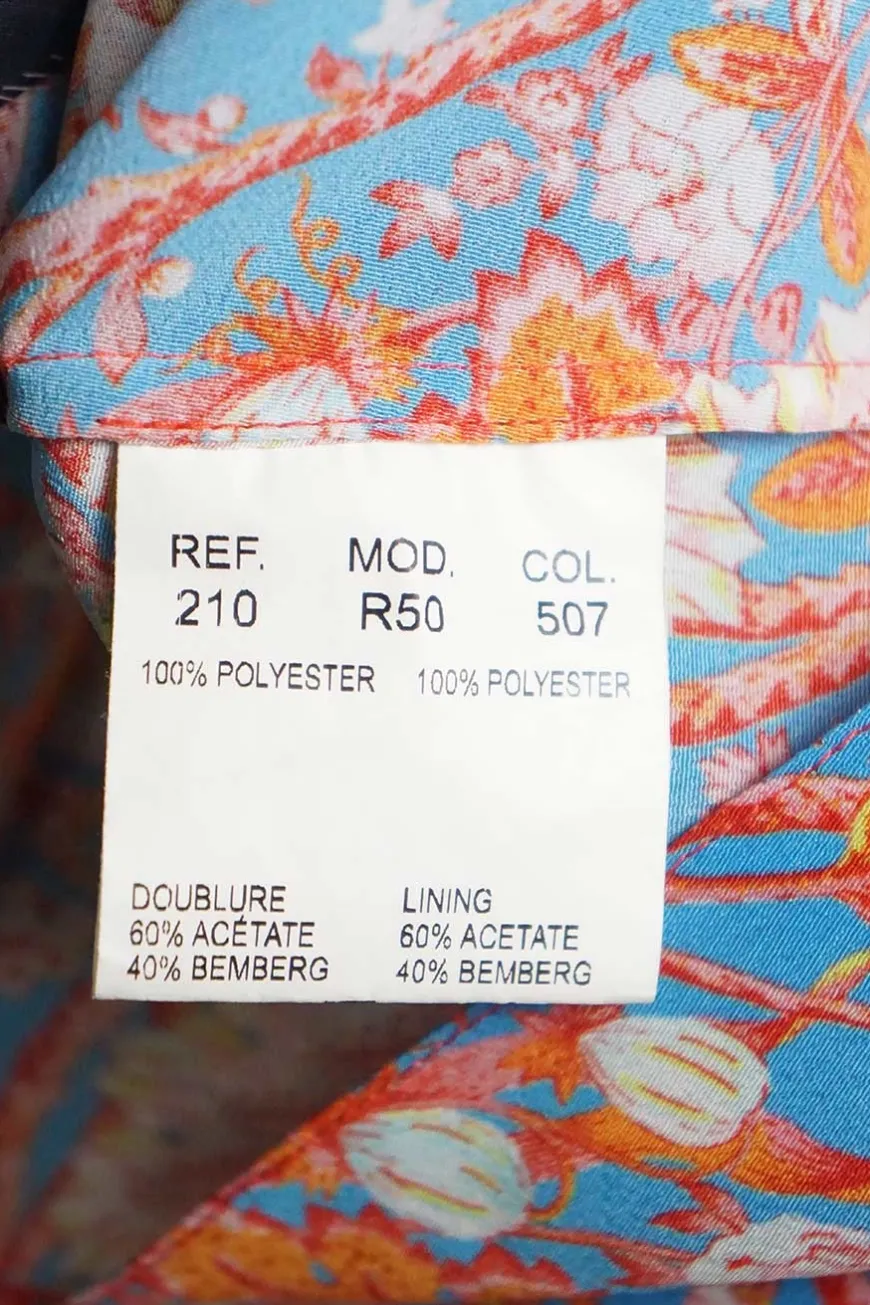 REF. MOD. COL.
210 R50 507
100% POLYESTER 100% POLYESTER
DOUBLURE LINING
60% ACÉTATE 60% ACETATE
40% BEMBERG 40% BEMBERG